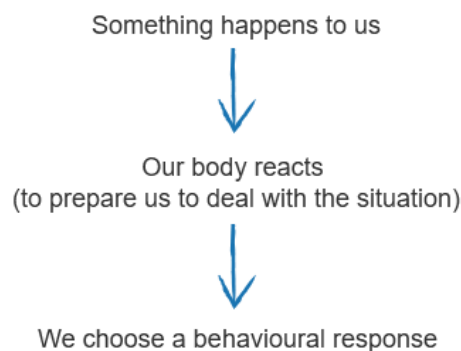 Something happens to us
Our body reacts
(to prepare us to deal with the situation)
We choose a behavioural response